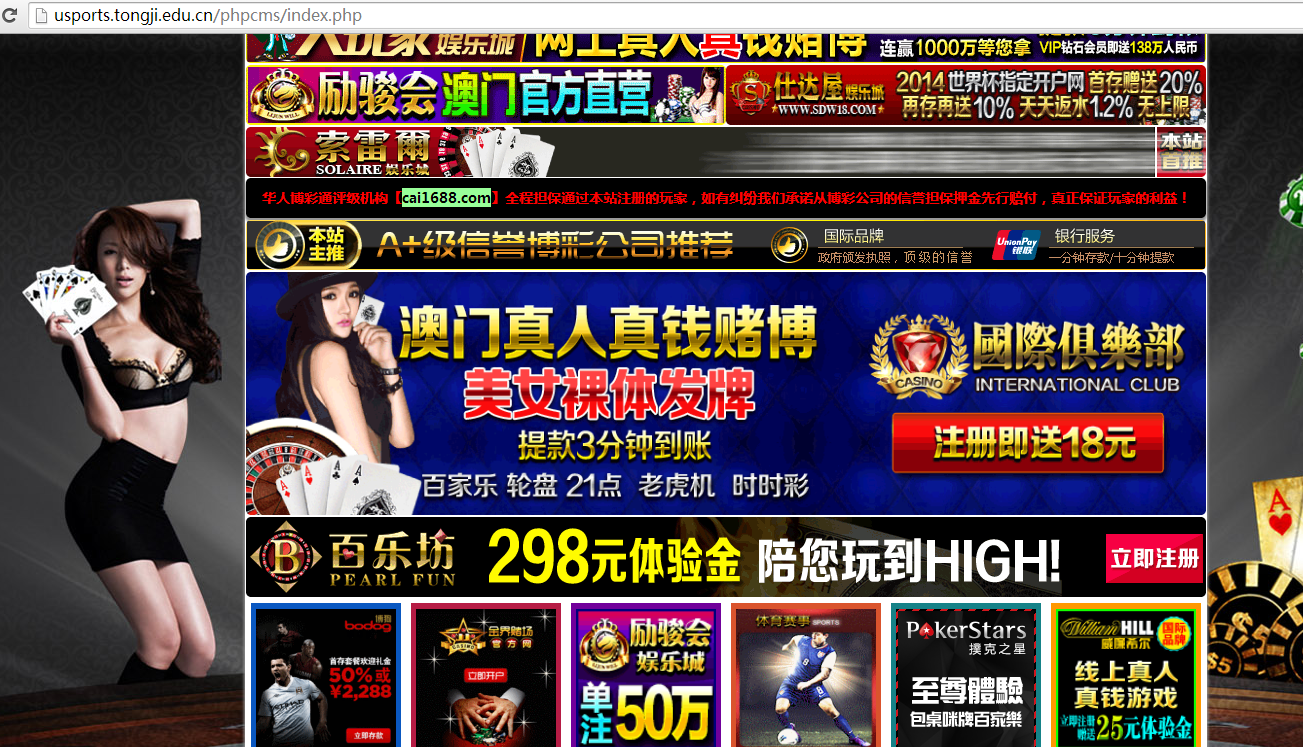 usports.tongji.edu.cn/phpcms/index.php
大玩家 娱乐城 网上真人真钱赌博 连赢1000万等您拿 VIP钻石会员即送138万人民币
励骏会 澳门官方直营
LIJUN WILL
仕达屋 娱乐城
WWW.SDW18.COM
2014世界杯指定开户网 首存赠送20%
再存再送10% 天天返水1.2% 无上限
索雷爾
SOLAIRE 娱乐城
本站
首推
华人博彩通评级机构【cai1688.com】全程担保通过本站注册的玩家，如有纠纷我们承诺从博彩公司的信誉担保押金先行赔付，真正保证玩家的利益！
本站
主推
A+级信誉博彩公司推荐
国际品牌
政府颁发执照，顶级的信誉
UnionPay
银联
银行服务
一分钟存款/十分钟提款
澳门真人真钱赌博
美女裸体发牌
提款3分钟到账
百家乐 轮盘 21点 老虎机 时时彩
CASINO
國際俱樂部
INTERNATIONAL CLUB
注册即送18元
B
百乐坊
PEARL FUN
298元体验金 陪您玩到HIGH!
立即注册
博狗
bodog
首存套餐欢迎礼金
50%或
¥2,288
立即存款
CASINO
金界赌场
官方网
立即开户
LIJUN WILL
励骏会
娱乐城
单注50万
体育赛事 SPORTS
PokerStars
撲克之星
至尊體驗
包桌咪牌百家樂
William HILL
威廉希尔
国际
品牌
线上真人
真钱游戏
立即注册
赠送25元体验金